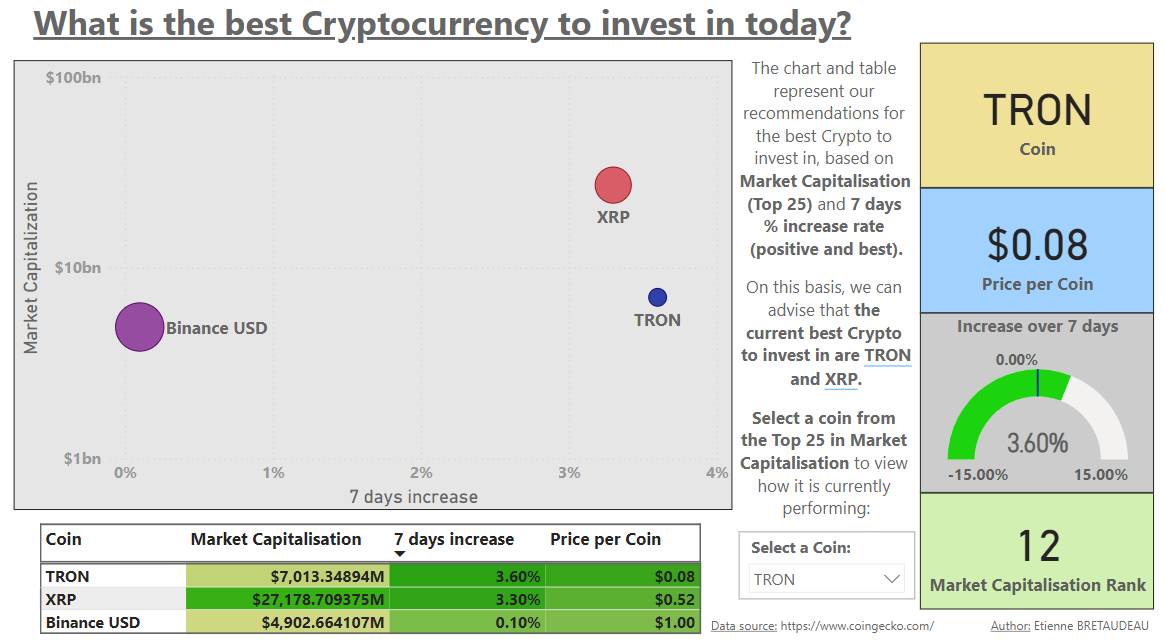 What is the best Cryptocurrency to invest in today?
$100bn
$10bn
$1bn
Market Capitalization
0%
1%
2%
3%
4%
7 days increase
XRP
TRON
Binance USD
The chart and table
represent our
recommendations for
the best Crypto to
invest in, based on
Market Capitalisation
(Top 25) and 7 days
% increase rate
(positive and best).
On this basis, we can
advise that the
current best Crypto
to invest in are TRON
and XRP.
Select a coin from
the Top 25 in Market
Capitalisation to view
how it is currently
performing:
Select a Coin:
TRON
TRON
Coin
$0.08
Price per Coin
Increase over 7 days
0.00%
3.60%
-15.00%
15.00%
12
Market Capitalisation Rank
Coin Market Capitalisation 7 days increase Price per Coin
TRON $7,013.34894M 3.60% $0.08
XRP $27,178.709375M 3.30% $0.52
Binance USD $4,902.664107M 0.10% $1.00
Data source: https://www.coingecko.com/
Author: Etienne BRETAUDEAU